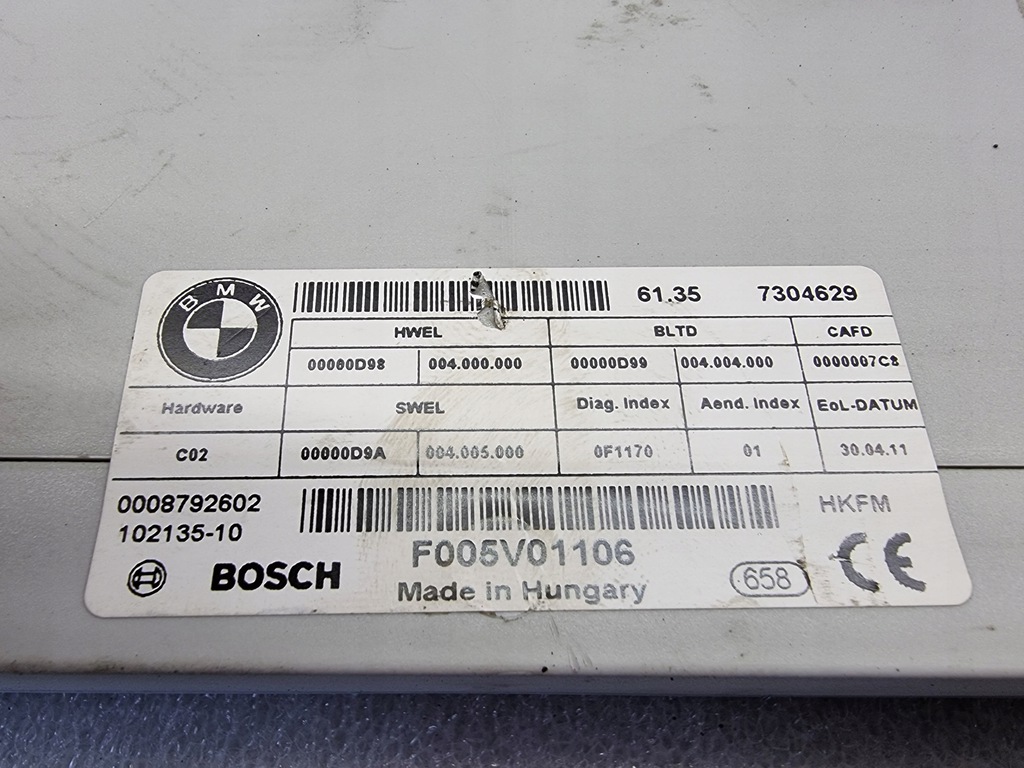 BMW
61.35 7304629
HWEL BLTD CAFD
00000D98 004.000.000 00000D99 004.004.000 0000007C8
Hardware SWEL Diag. Index Aend. Index EoL-DATUM
C02 00000D9A 004.005.000 0F1170 01 30.04.11
0008792602 HKFM
102135-10
F005V01106
BOSCH Made in Hungary 658 CE